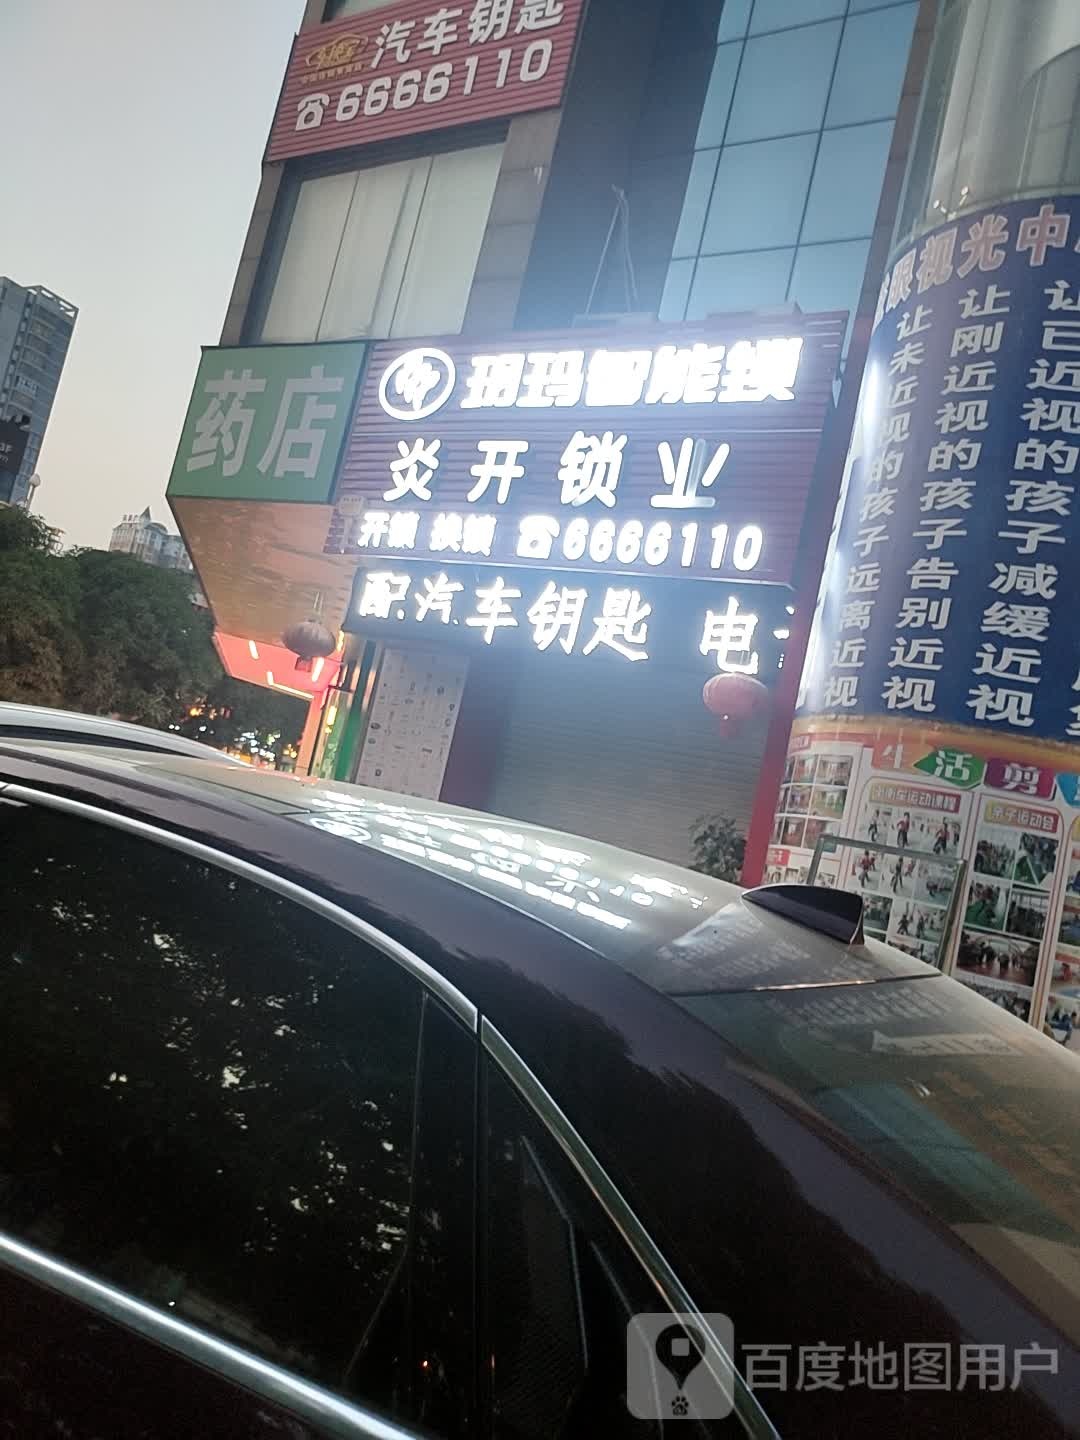 汽车钥匙
☎6666110
药店
玥玛智能锁
炎开锁业
开锁 换锁 ☎6666110
配汽车钥匙 电
眼视光中
让未近视的孩子远离近视
让刚近视的孩子告别近视
让已近视的孩子减缓近视
生活剪
百度地图用户